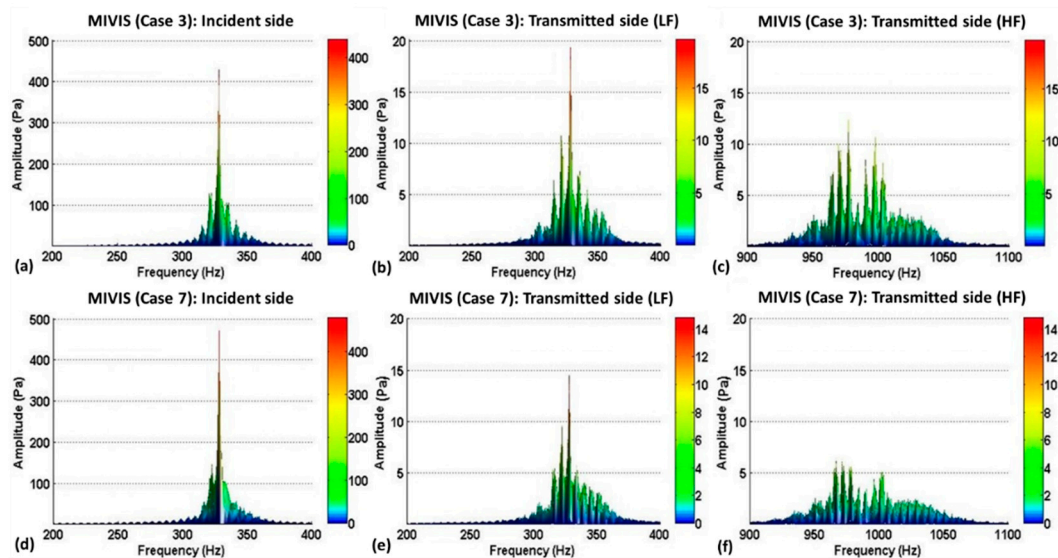 MIVIS (Case 3): Incident side
MIVIS (Case 3): Transmitted side (LF)
MIVIS (Case 3): Transmitted side (HF)
500
400
300
200
100
Amplitude (Pa)
400
300
200
100
0
200 250 300 350 400
Frequency (Hz)
(a)
20
15
10
5
Amplitude (Pa)
15
10
5
200 250 300 350 400
Frequency (Hz)
(b)
20
15
10
5
0
Amplitude (Pa)
15
10
5
900 950 1000 1050 1100
Frequency (Hz)
(c)
MIVIS (Case 7): Incident side
MIVIS (Case 7): Transmitted side (LF)
MIVIS (Case 7): Transmitted side (HF)
500
400
300
200
100
Amplitude (Pa)
400
300
200
100
0
200 250 300 350 400
Frequency (Hz)
(d)
20
15
10
5
Amplitude (Pa)
14
12
10
8
6
4
2
0
200 250 300 350 400
Frequency (Hz)
(e)
20
15
10
5
0
Amplitude (Pa)
14
12
10
8
6
4
2
0
900 950 1000 1050 1100
Frequency (Hz)
(f)